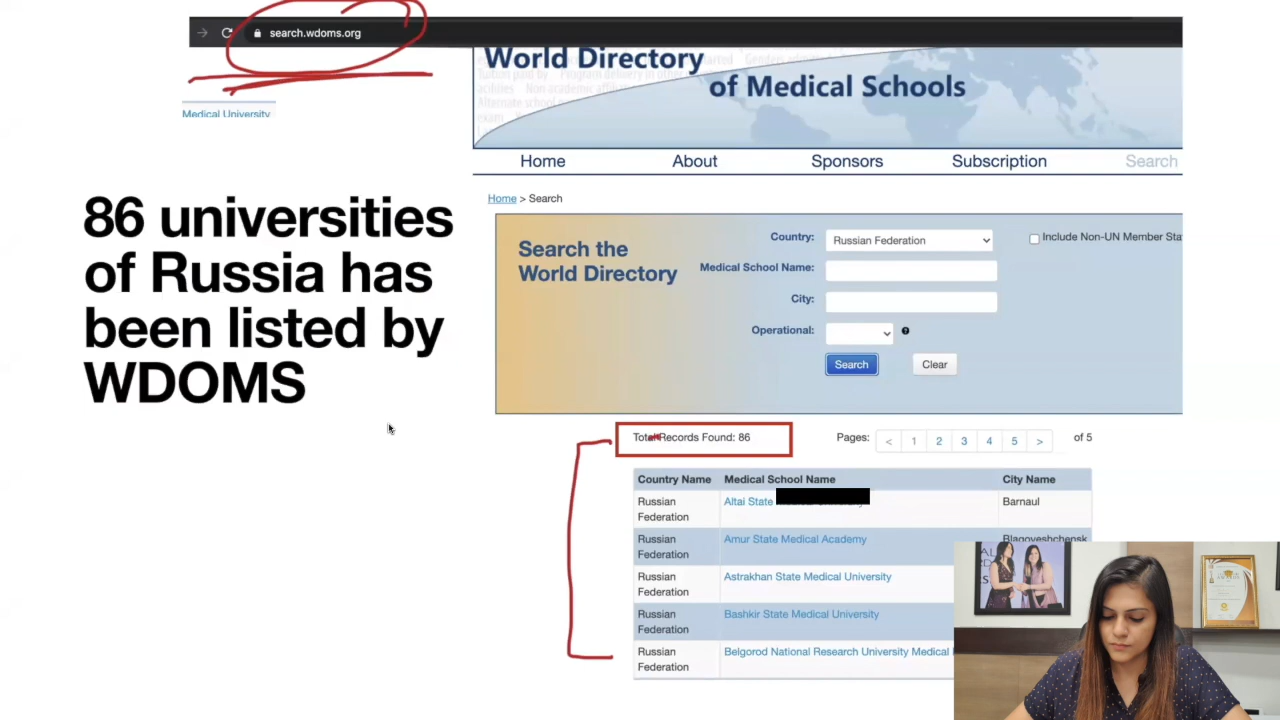 search.wdoms.org
World Directory
of Medical Schools
Medical University
Home About Sponsors Subscription Search
Home > Search
86 universities
of Russia has
been listed by
WDOMS
Search the
World Directory
Country: Russian Federation Include Non-UN Member Sta
Medical School Name:
City:
Operational:
Search Clear
Total Records Found: 86 Pages: < 1 2 3 4 5 > of 5
Country Name Medical School Name City Name
Russian
Federation
Altai State Barnaul
Russian
Federation
Amur State Medical Academy Blagoveshchensk
Russian
Federation
Astrakhan State Medical University
Russian
Federation
Bashkir State Medical University
Russian
Federation
Belgorod National Research University Medical